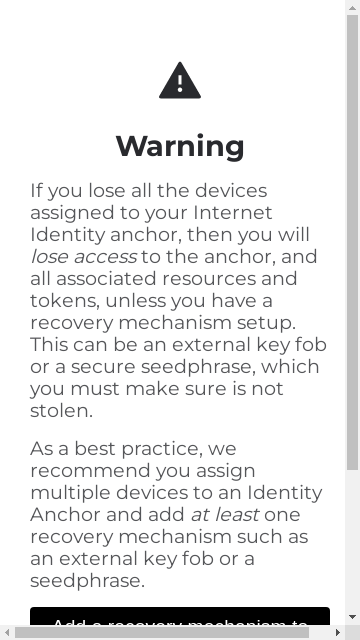 Warning
If you lose all the devices
assigned to your Internet
Identity anchor, then you will
lose access to the anchor, and
all associated resources and
tokens, unless you have a
recovery mechanism setup.
This can be an external key fob
or a secure seedphrase, which
you must make sure is not
stolen.
As a best practice, we
recommend you assign
multiple devices to an Identity
Anchor and add at least one
recovery mechanism such as
an external key fob or a
seedphrase.
Add a recovery mechanism to